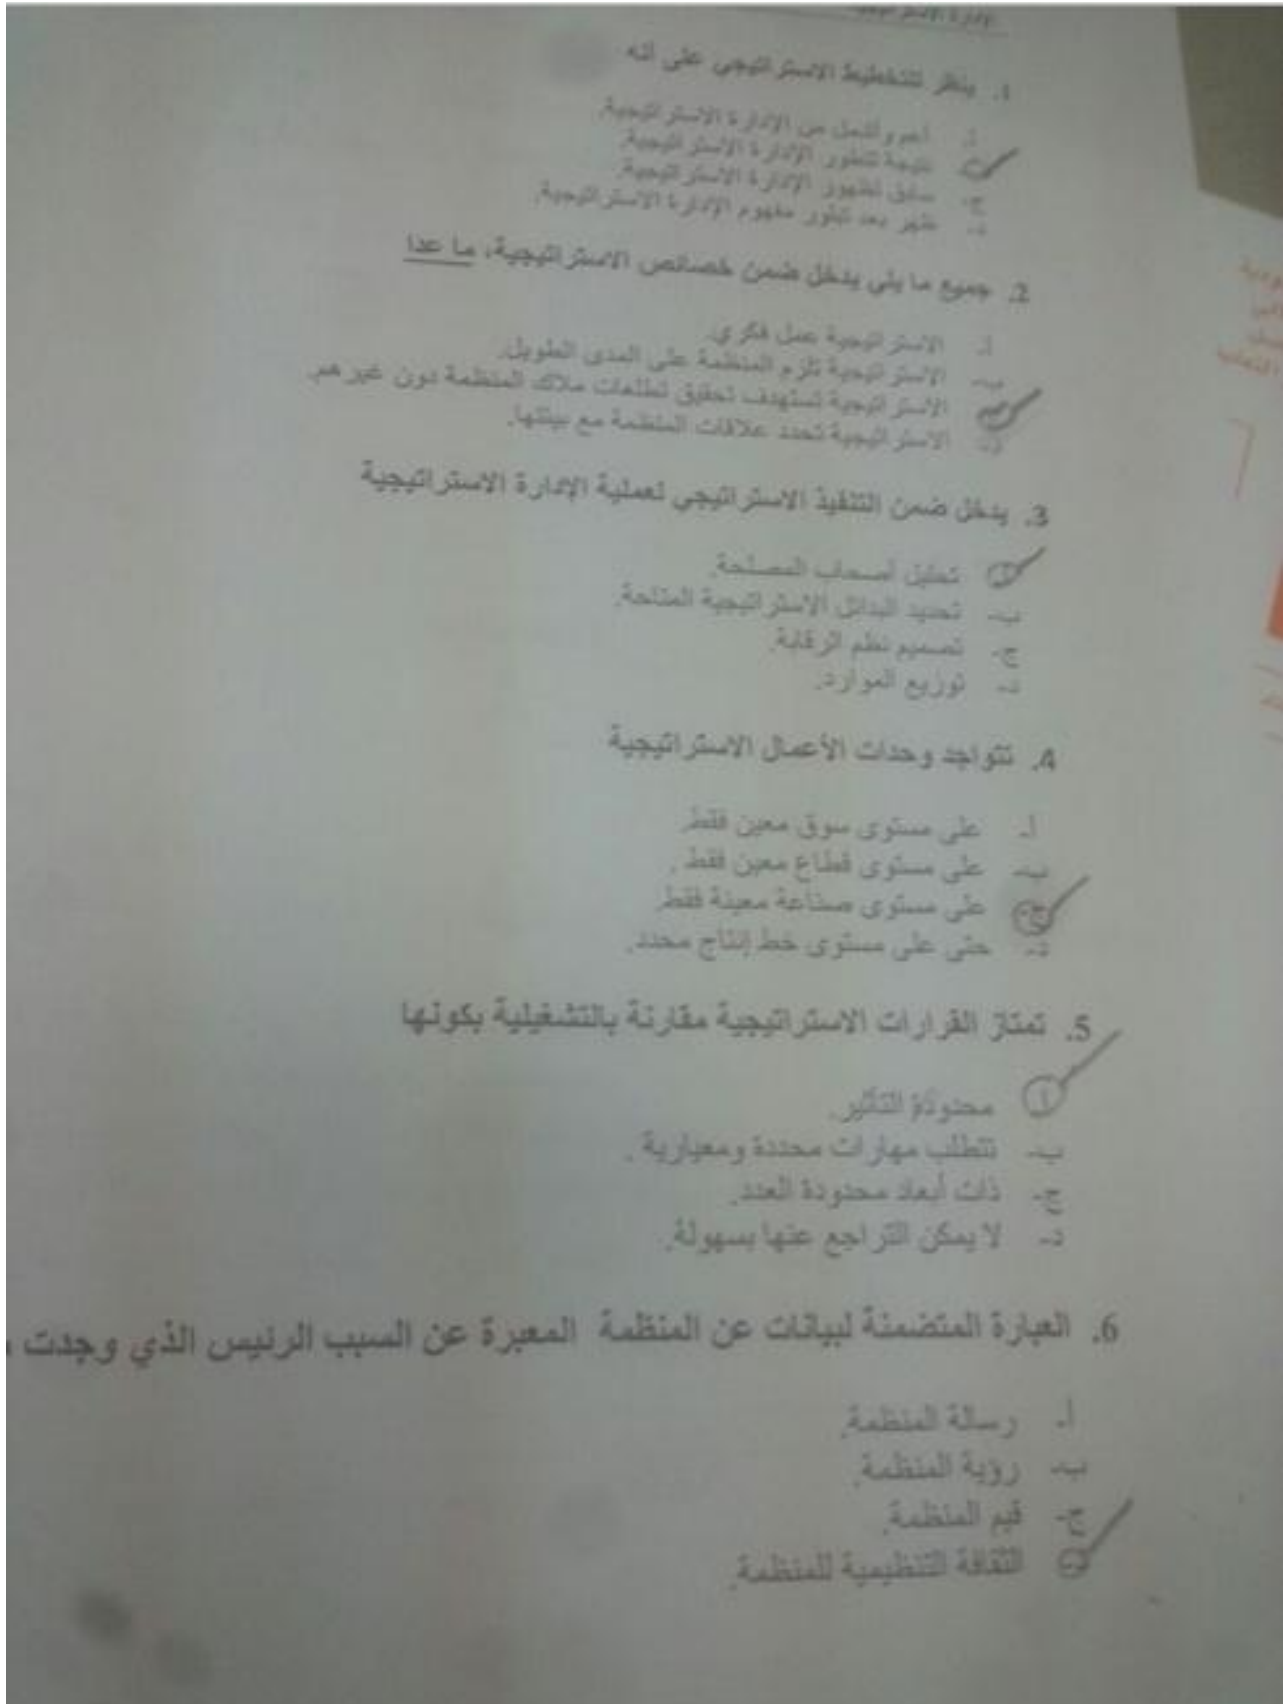 الإدارة الاستراتيجية
1. ينظر للتخطيط الاستراتيجي على أنه
أ- أعم وأشمل من الإدارة الاستراتيجية.
نتيجة لتطور الإدارة الاستراتيجية.
ج- سابق لظهور الإدارة الاستراتيجية.
د- ظهر بعد تبلور مفهوم الإدارة الاستراتيجية.
2. جميع ما يلي يدخل ضمن خصائص الاستراتيجية، ما عدا
أ- الاستراتيجية عمل فكري.
ب- الاستراتيجية تلزم المنظمة على المدى الطويل.
الاستراتيجية تستهدف تحقيق تطلعات ملاك المنظمة دون غيرهم.
د- الاستراتيجية تحدد علاقات المنظمة مع بيئتها.
3. يدخل ضمن التنفيذ الاستراتيجي لعملية الإدارة الاستراتيجية
أ تحليل أصحاب المصلحة.
ب- تحديد البدائل الاستراتيجية المتاحة.
ج- تصميم نظم الرقابة.
د- توزيع الموارد.
4. تتواجد وحدات الأعمال الاستراتيجية
أ- على مستوى سوق معين فقط.
ب- على مستوى قطاع معين فقط .
ج- على مستوى صناعة معينة فقط.
د- حتى على مستوى خط إنتاج محدد.
5. تمتاز القرارات الاستراتيجية مقارنة بالتشغيلية بكونها
أ محدودة التأثير.
ب- تتطلب مهارات محددة ومعيارية .
ج- ذات أبعاد محدودة العدد.
د- لا يمكن التراجع عنها بسهولة.
6. العبارة المتضمنة لبيانات عن المنظمة المعبرة عن السبب الرئيس الذي وجدت
أ- رسالة المنظمة.
ب- رؤية المنظمة.
ج- قيم المنظمة.
د الثقافة التنظيمية للمنظمة.